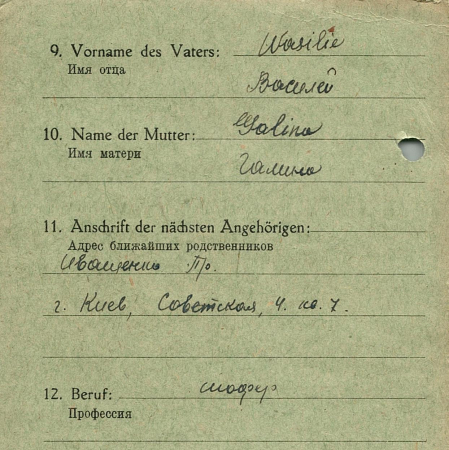 9. Vorname des Vaters: Wasilie
Имя отца
Василий
10. Name der Mutter: Galina
Имя матери
Галина
11. Anschrift der nächsten Angehörigen:
Адрес ближайших родственников
Иващенко Пр.
г. Киев, Советская, 4. кв. 7.
12. Beruf: шофер
Профессия